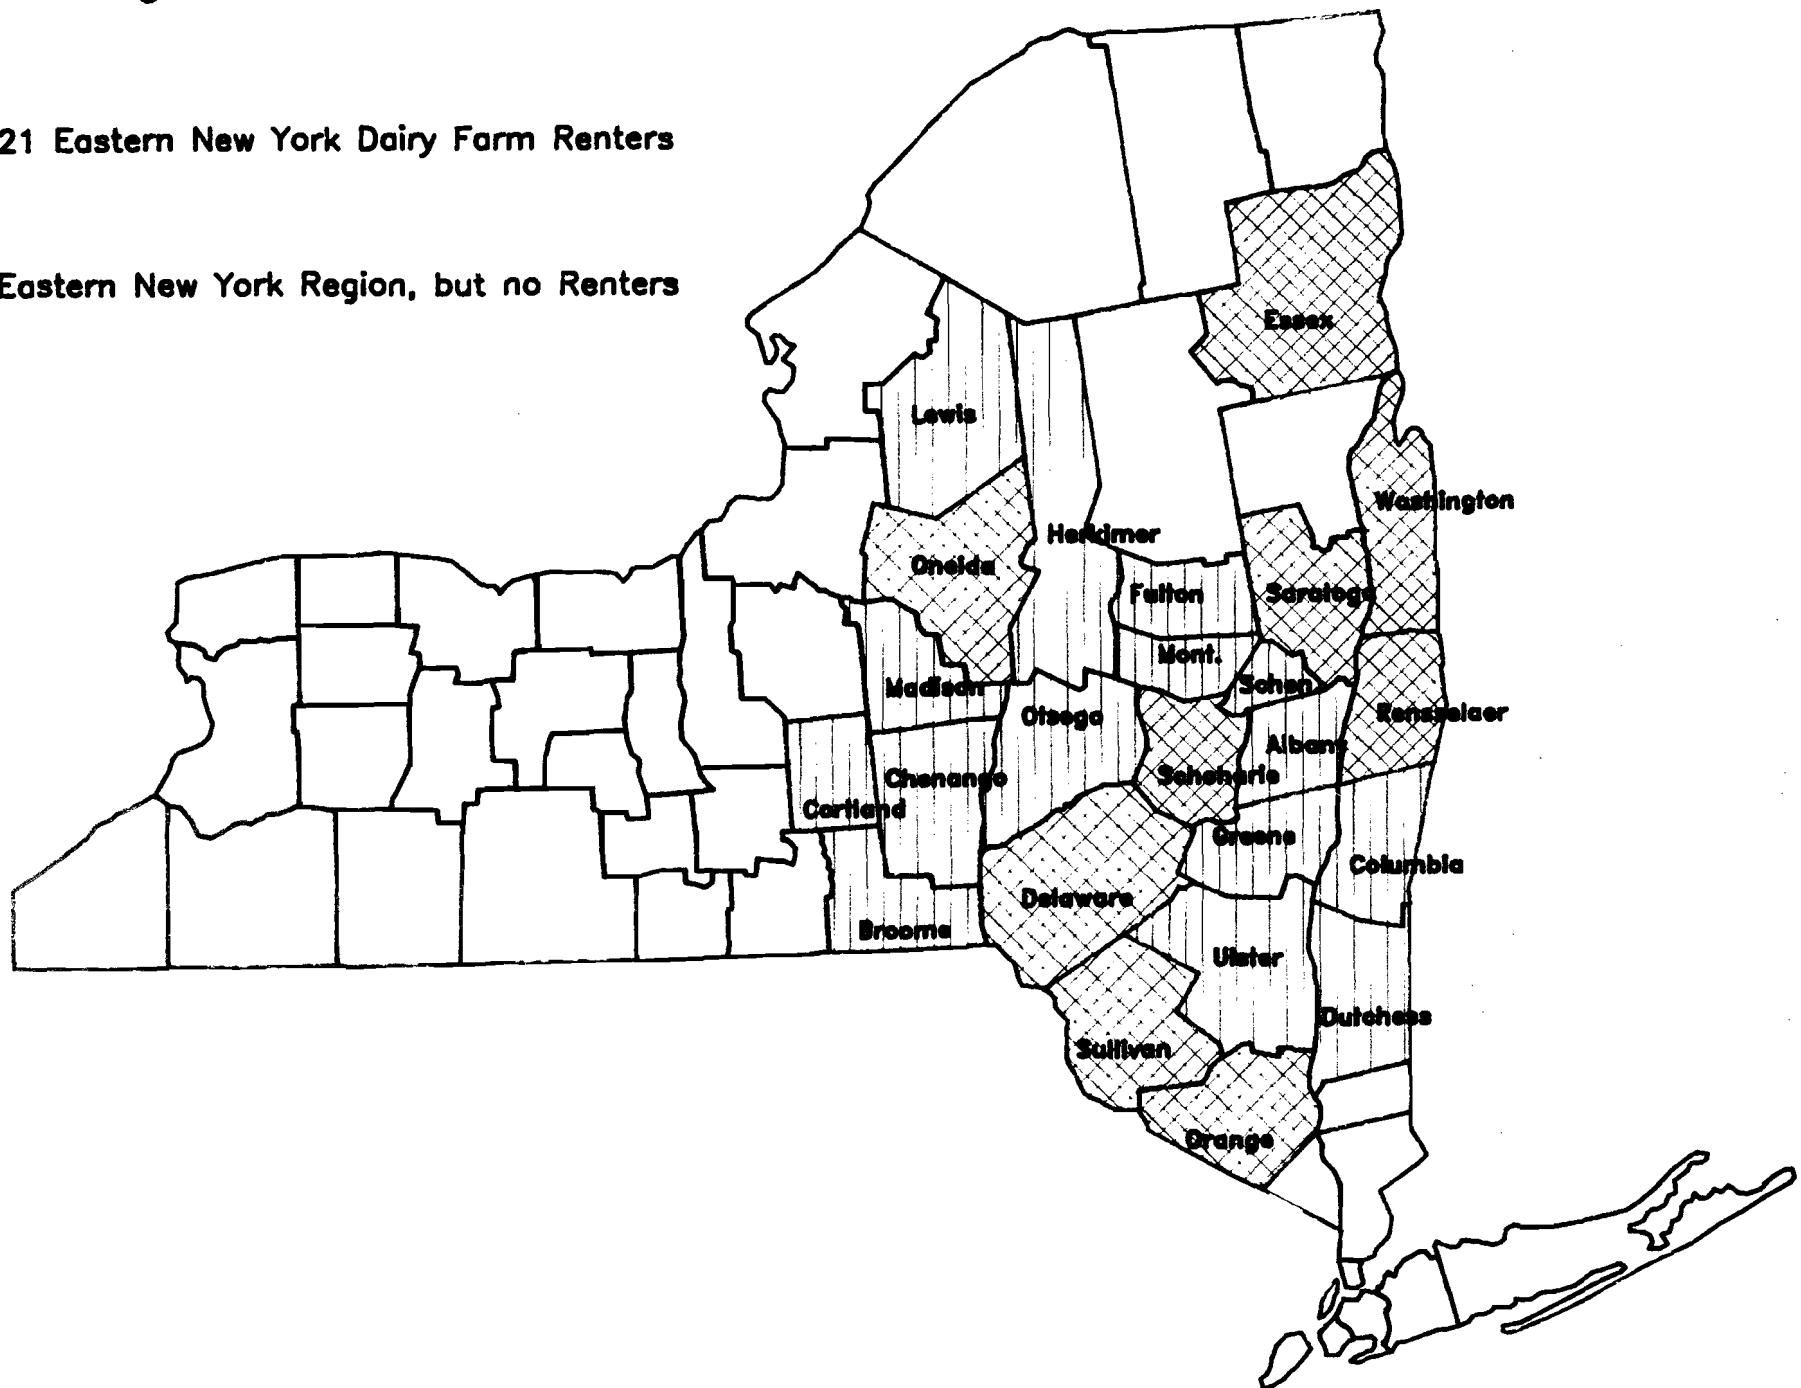 21 Eastern New York Dairy Farm Renters
Eastern New York Region, but no Renters
Essex
Lewis
Washington
Herkimer
Oneida
Fulton
Saratoga
Mont.
Schen.
Madison
Otsego
Rensselaer
Albany
Schoharie
Chenango
Cortland
Greene
Columbia
Delaware
Broome
Ulster
Dutchess
Sullivan
Orange